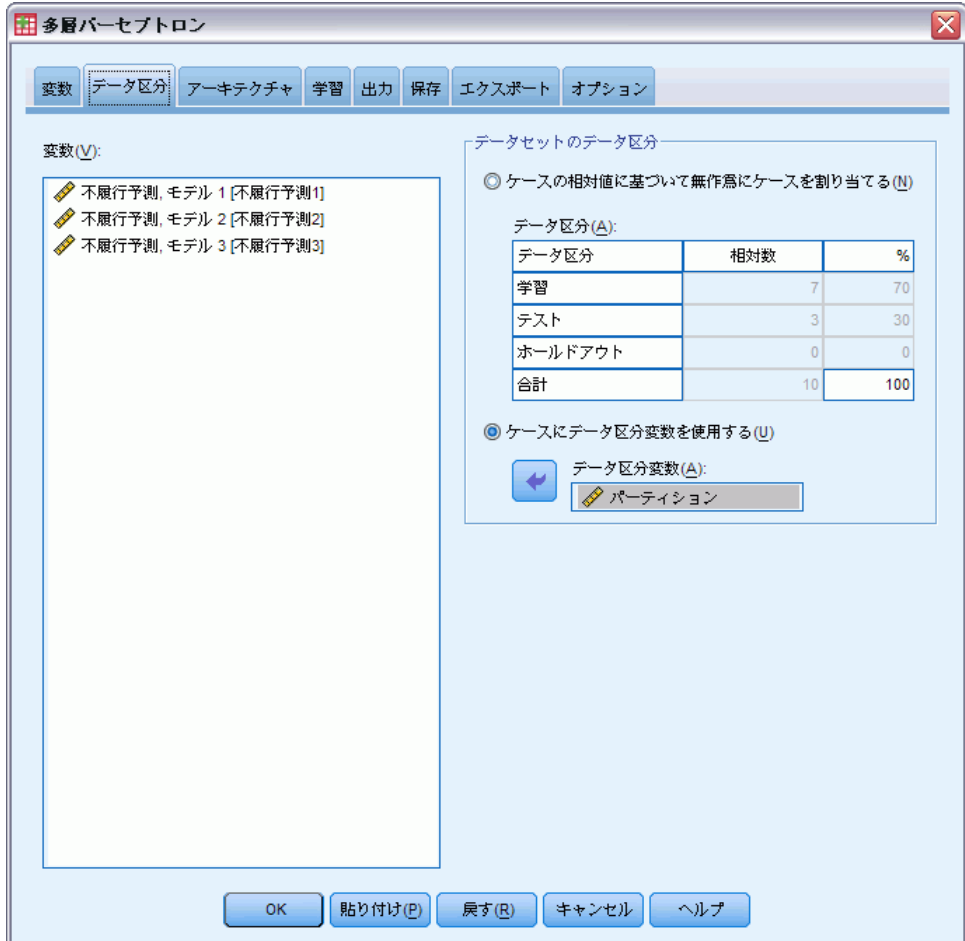 多層パーセプトロン
変数 データ区分 アーキテクチャ 学習 出力 保存 エクスポート オプション
変数(V):
不履行予測, モデル 1 [不履行予測1]
不履行予測, モデル 2 [不履行予測2]
不履行予測, モデル 3 [不履行予測3]
データセットのデータ区分
ケースの相対値に基づいて無作為にケースを割り当てる(N)
データ区分(A):
データ区分 相対数 %
学習 7 70
テスト 3 30
ホールドアウト 0 0
合計 10 100
ケースにデータ区分変数を使用する(U)
データ区分変数(A):
パーティション
OK 貼り付け(P) 戻す(R) キャンセル ヘルプ